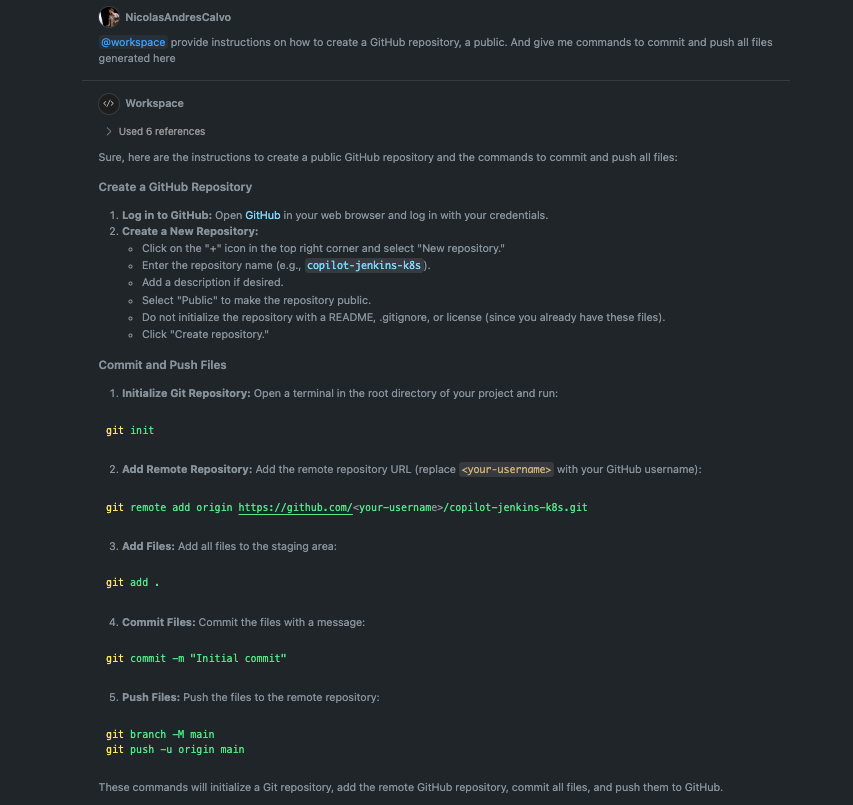 NicolasAndresCalvo
@workspace provide instructions on how to create a GitHub repository, a public. And give me commands to commit and push all files
generated here
</> Workspace
> Used 6 references
Sure, here are the instructions to create a public GitHub repository and the commands to commit and push all files:
Create a GitHub Repository
1. Log in to GitHub: Open GitHub in your web browser and log in with your credentials.
2. Create a New Repository:
◦ Click on the "+" icon in the top right corner and select "New repository."
◦ Enter the repository name (e.g., copilot-jenkins-k8s).
◦ Add a description if desired.
◦ Select "Public" to make the repository public.
◦ Do not initialize the repository with a README, .gitignore, or license (since you already have these files).
◦ Click "Create repository."
Commit and Push Files
1. Initialize Git Repository: Open a terminal in the root directory of your project and run:
git init
2. Add Remote Repository: Add the remote repository URL (replace <your-username> with your GitHub username):
git remote add origin https://github.com/<your-username>/copilot-jenkins-k8s.git
3. Add Files: Add all files to the staging area:
git add .
4. Commit Files: Commit the files with a message:
git commit -m "Initial commit"
5. Push Files: Push the files to the remote repository:
git branch -M main
git push -u origin main
These commands will initialize a Git repository, add the remote GitHub repository, commit all files, and push them to GitHub.